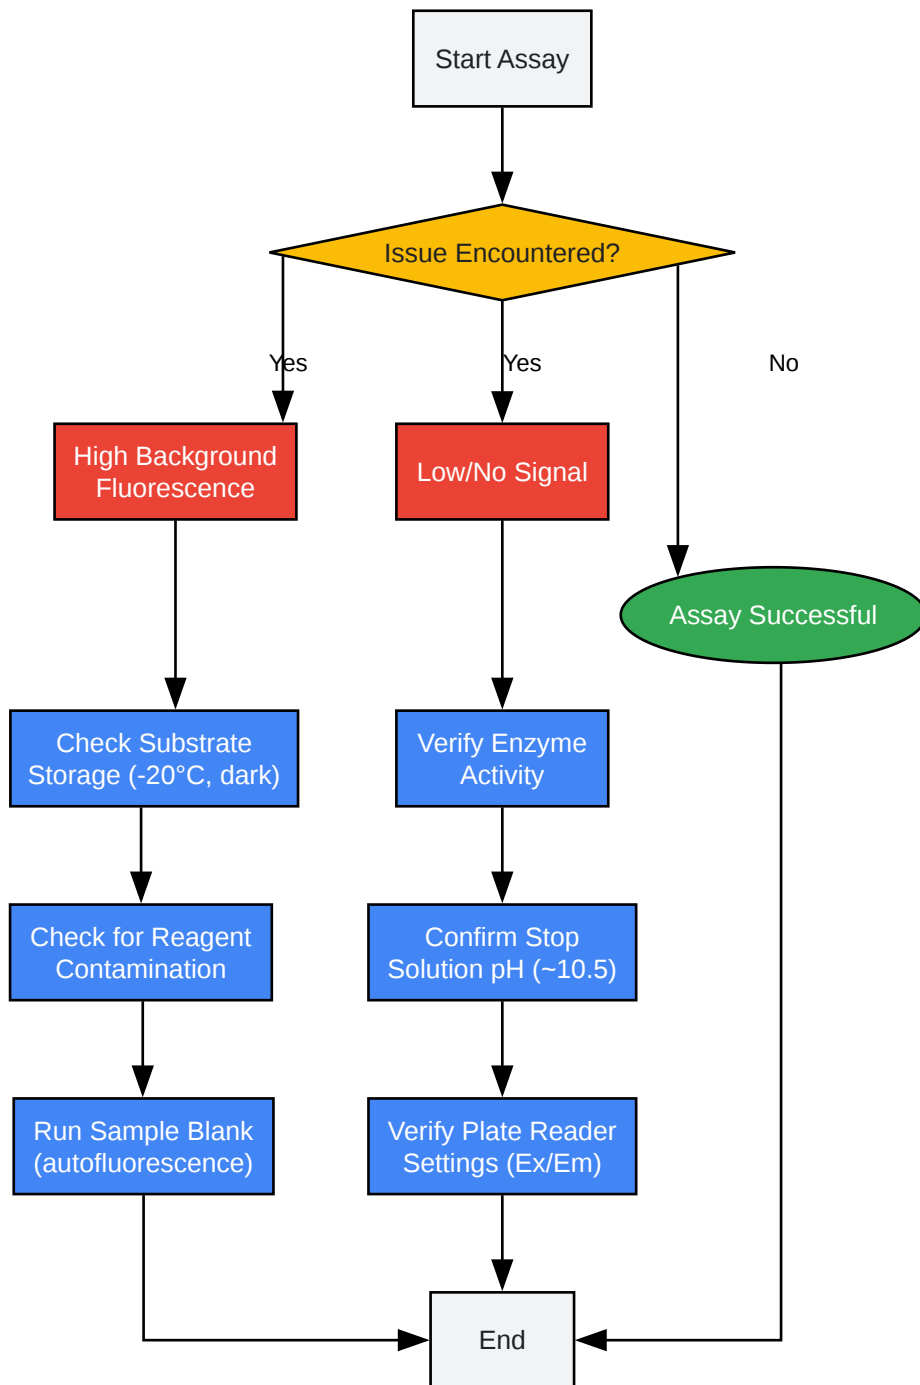 Start Assay
Issue Encountered?
Yes
Yes
No
High Background
Fluorescence
Low/No Signal
Assay Successful
Check Substrate
Storage (-20°C, dark)
Verify Enzyme
Activity
Check for Reagent
Contamination
Confirm Stop
Solution pH (~10.5)
Run Sample Blank
(autofluorescence)
Verify Plate Reader
Settings (Ex/Em)
End